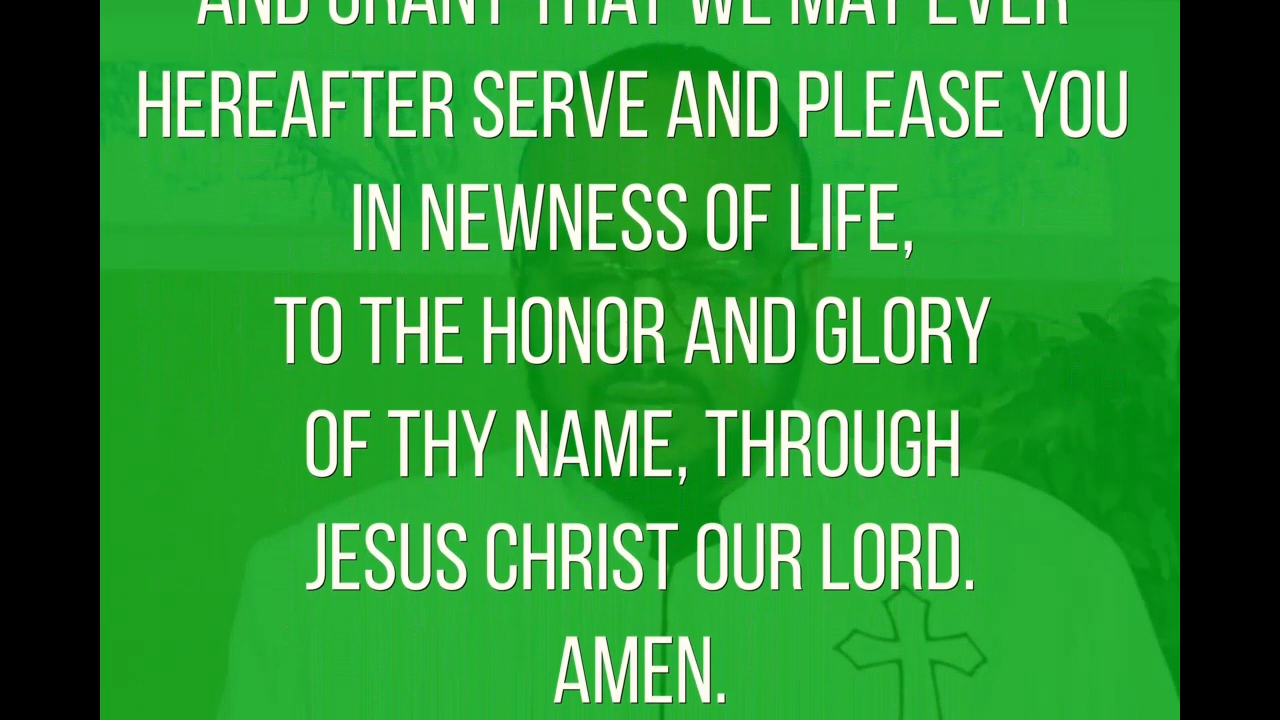 AND GRANT THAT WE MAY EVER
HEREAFTER SERVE AND PLEASE YOU
IN NEWNESS OF LIFE,
TO THE HONOR AND GLORY
OF THY NAME, THROUGH
JESUS CHRIST OUR LORD.
AMEN.